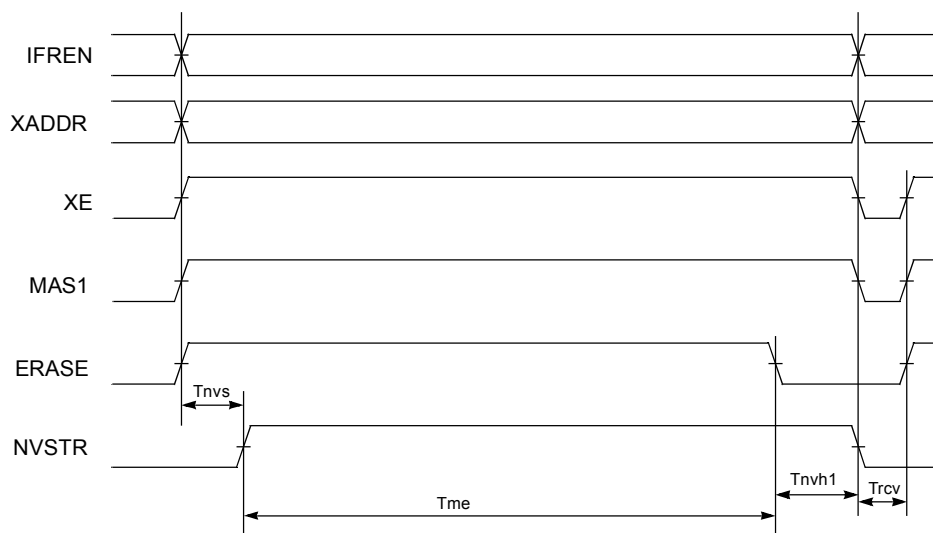 IFREN
XADDR
XE
MAS1
ERASE
Tnvs
NVSTR
Tnvh1
Trcv
Tme